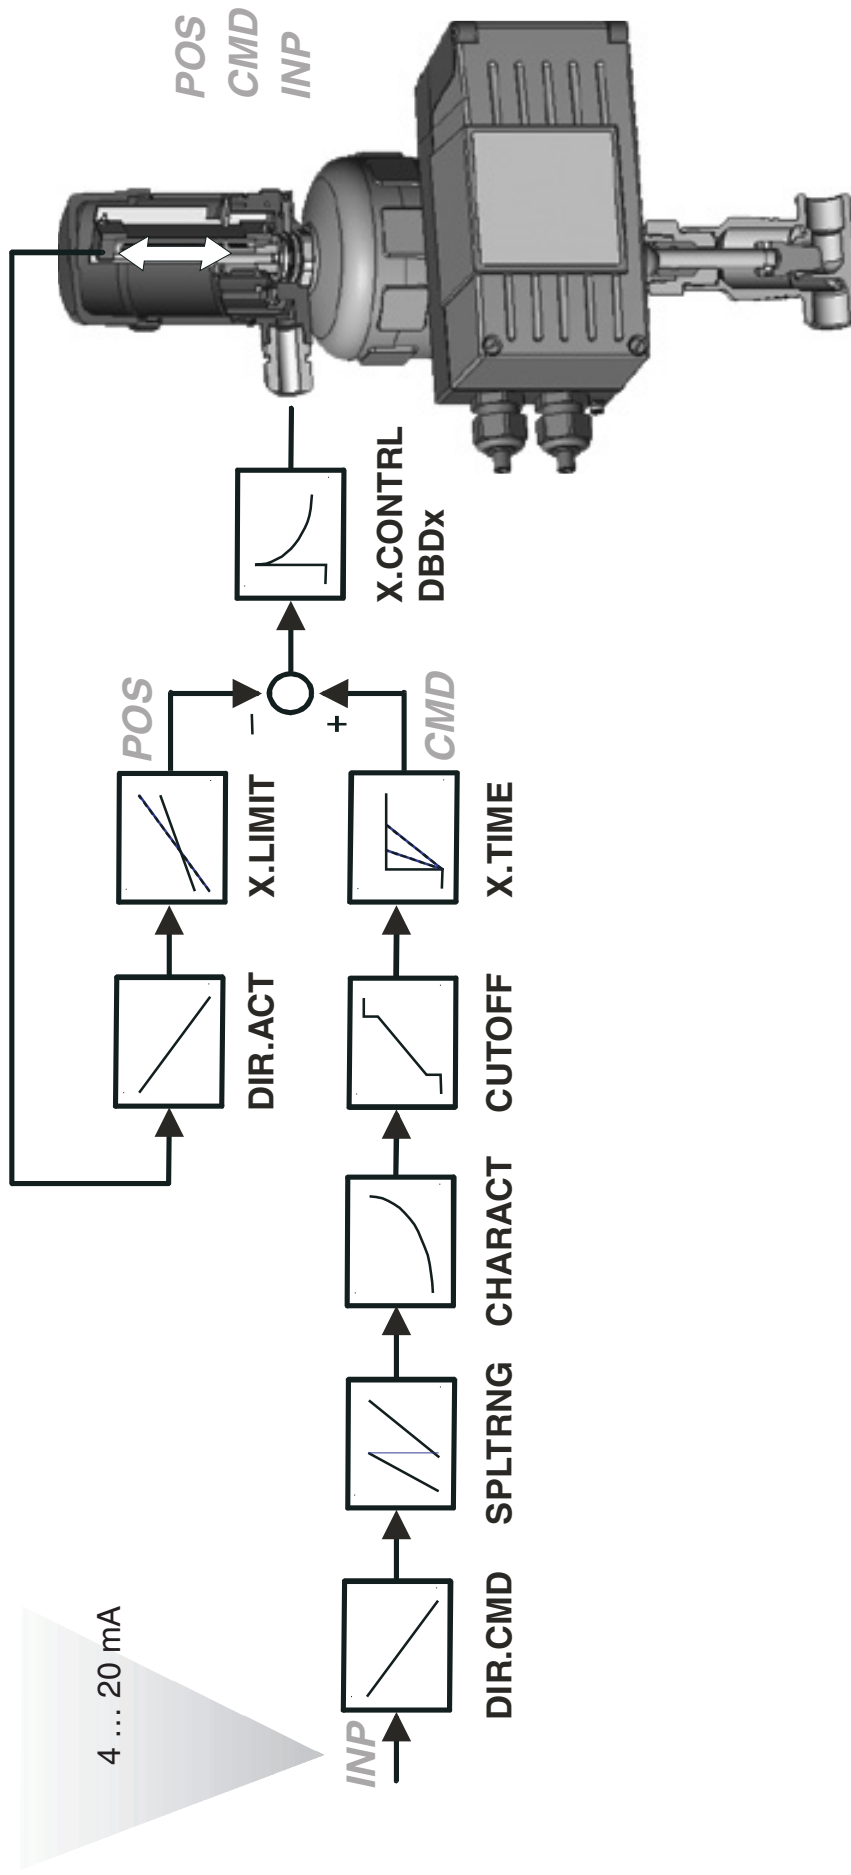 4 ... 20 mA
INP
DIR.CMD
SPLTRNG
CHARACT
CUTOFF
X.TIME
CMD
DIR.ACT
X.LIMIT
POS
–
+
X.CONTRL
DBDx
POS
CMD
INP